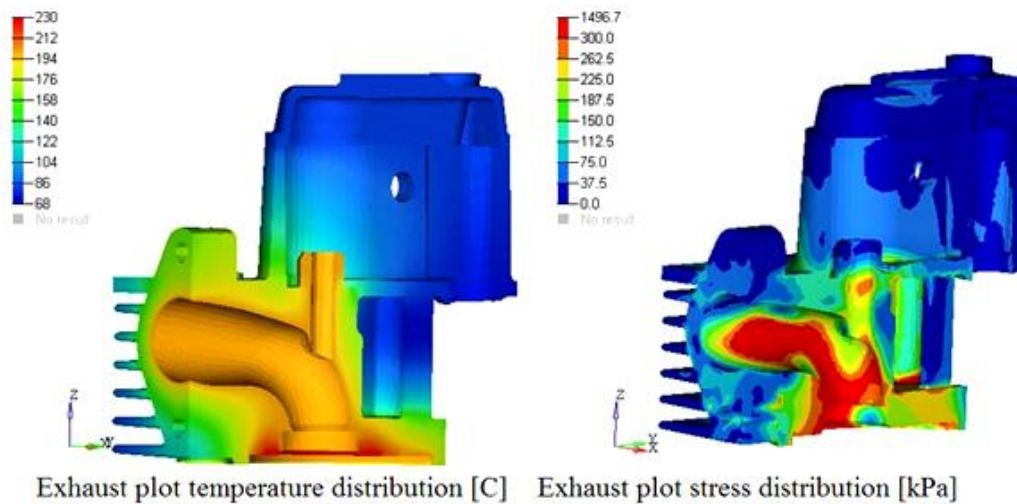 230
212
194
176
158
140
122
104
86
68
No result
1496.7
300.0
262.5
225.0
187.5
150.0
112.5
75.0
37.5
0.0
No result
Z
Z
Y
X
Exhaust plot temperature distribution [C] Exhaust plot stress distribution [kPa]